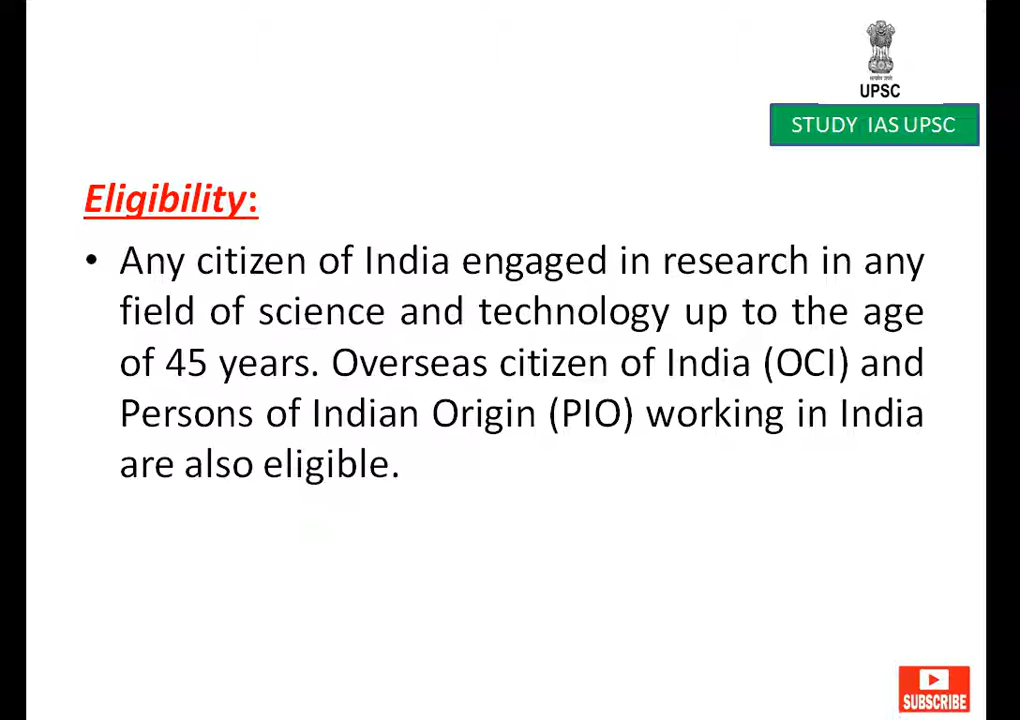 UPSC
STUDY IAS UPSC
Eligibility:
• Any citizen of India engaged in research in any
field of science and technology up to the age
of 45 years. Overseas citizen of India (OCI) and
Persons of Indian Origin (PIO) working in India
are also eligible.
SUBSCRIBE